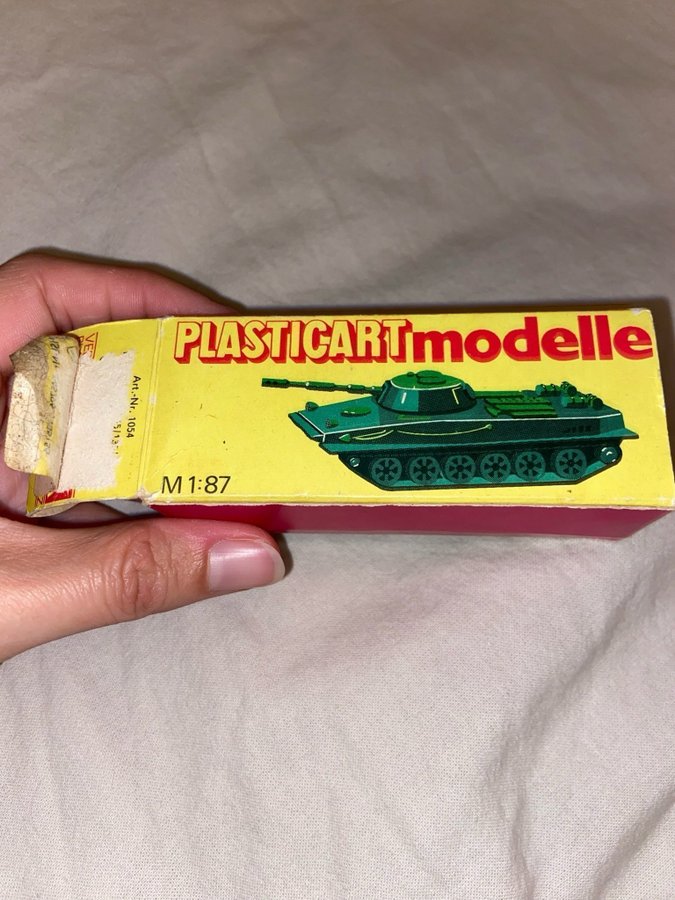 PLASTICARTmodelle
M 1:87
Art.-Nr. 1054